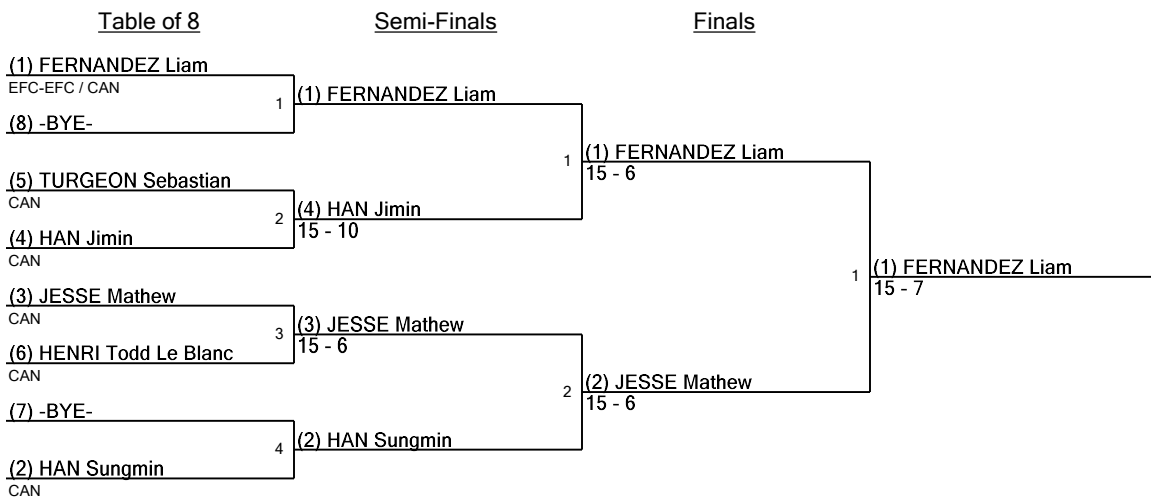 Table of 8
Semi-Finals
Finals
(1) FERNANDEZ Liam
EFC-EFC / CAN
1
(8) -BYE-
(5) TURGEON Sebastian
CAN
2
(4) HAN Jimin
CAN
(3) JESSE Mathew
CAN
3
(6) HENRI Todd Le Blanc
CAN
(7) -BYE-
4
(2) HAN Sungmin
CAN
(1) FERNANDEZ Liam
1
(4) HAN Jimin
15 - 10
(3) JESSE Mathew
15 - 6
2
(2) HAN Sungmin
(1) FERNANDEZ Liam
15 - 6
1
(2) JESSE Mathew
15 - 6
(1) FERNANDEZ Liam
15 - 7